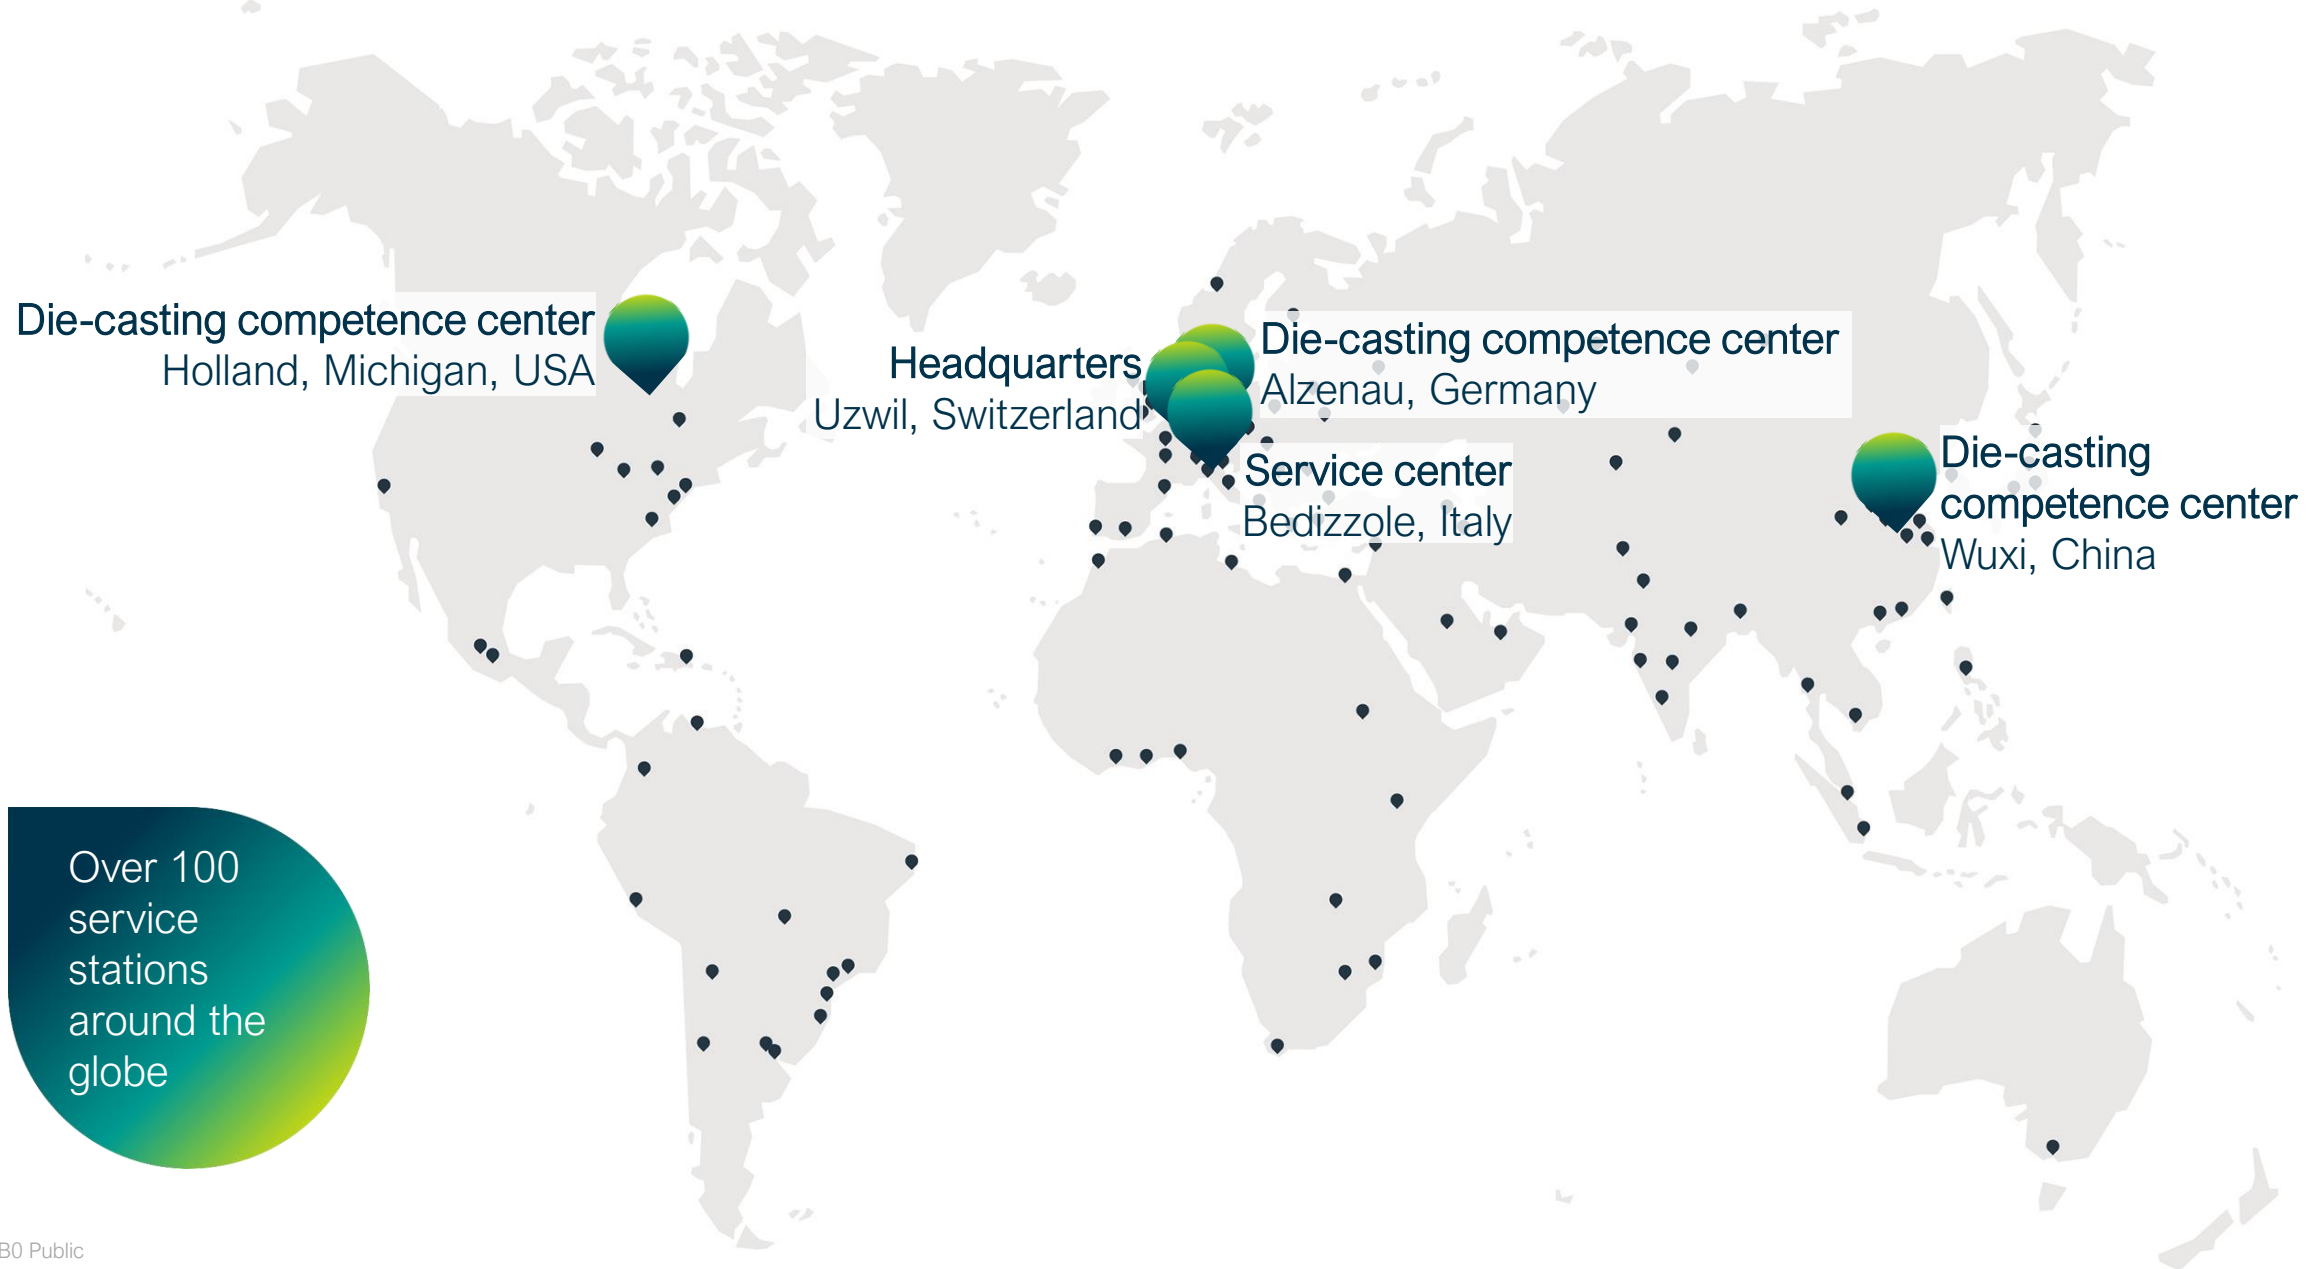 Die-casting competence center
Holland, Michigan, USA
Headquarters
Uzwil, Switzerland
Die-casting competence center
Alzenau, Germany
Service center
Bedizzole, Italy
Die-casting
competence center
Wuxi, China
Over 100
service
stations
around the
globe
B0 Public